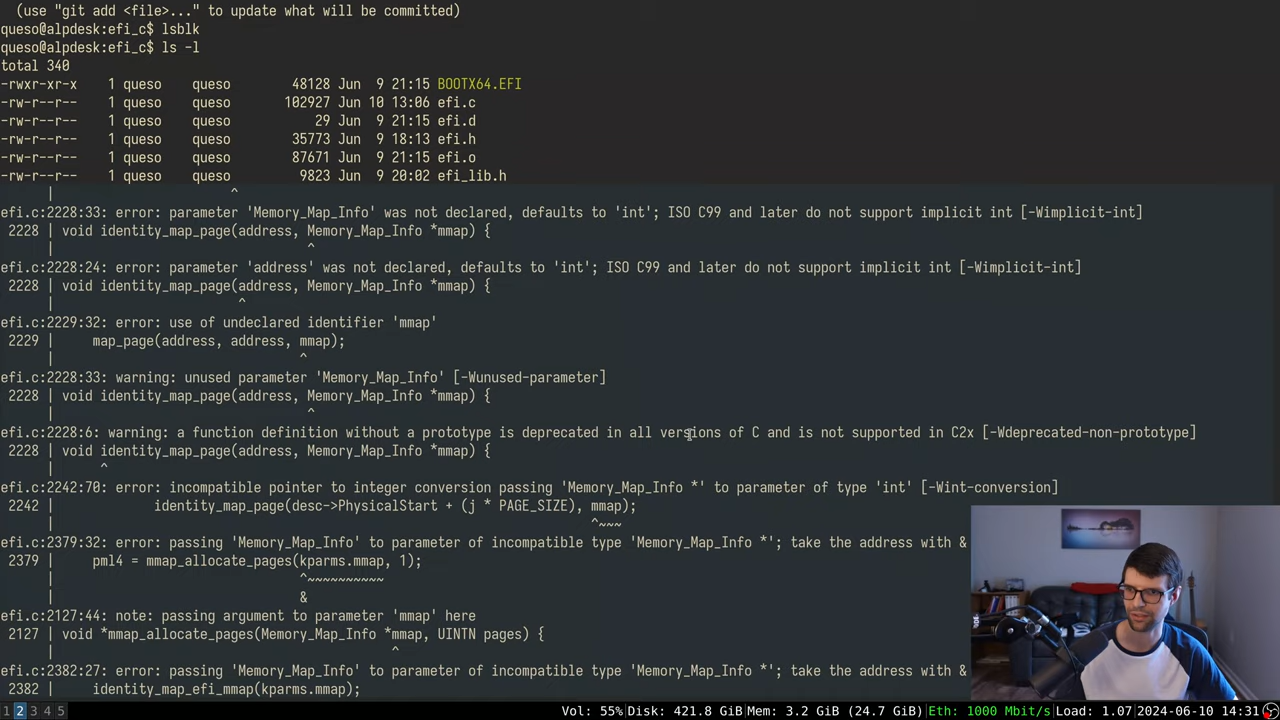 (use "git add <file>..." to update what will be committed)
queso@alpdesk:efi_c$ lsblk
queso@alpdesk:efi_c$ ls -l
total 340
-rwxr-xr-x   1 queso    queso       48128 Jun  9 21:15 BOOTX64.EFI
-rw-r--r--   1 queso    queso      102927 Jun 10 13:06 efi.c
-rw-r--r--   1 queso    queso          29 Jun  9 21:15 efi.d
-rw-r--r--   1 queso    queso       35773 Jun  9 18:13 efi.h
-rw-r--r--   1 queso    queso       87671 Jun  9 21:15 efi.o
-rw-r--r--   1 queso    queso        9823 Jun  9 20:02 efi_lib.h
|                       ^
efi.c:2228:33: error: parameter 'Memory_Map_Info' was not declared, defaults to 'int'; ISO C99 and later do not support implicit int [-Wimplicit-int]
2228 | void identity_map_page(address, Memory_Map_Info *mmap) {
|                                 ^
efi.c:2228:24: error: parameter 'address' was not declared, defaults to 'int'; ISO C99 and later do not support implicit int [-Wimplicit-int]
2228 | void identity_map_page(address, Memory_Map_Info *mmap) {
|                        ^
efi.c:2229:32: error: use of undeclared identifier 'mmap'
2229 |     map_page(address, address, mmap);
|                                ^
efi.c:2228:33: warning: unused parameter 'Memory_Map_Info' [-Wunused-parameter]
2228 | void identity_map_page(address, Memory_Map_Info *mmap) {
|                                 ^
efi.c:2228:6: warning: a function definition without a prototype is deprecated in all versions of C and is not supported in C2x [-Wdeprecated-non-prototype]
2228 | void identity_map_page(address, Memory_Map_Info *mmap) {
|      ^
efi.c:2242:70: error: incompatible pointer to integer conversion passing 'Memory_Map_Info *' to parameter of type 'int' [-Wint-conversion]
2242 |             identity_map_page(desc->PhysicalStart + (j * PAGE_SIZE), mmap);
|                                                                      ^~~~
efi.c:2379:32: error: passing 'Memory_Map_Info' to parameter of incompatible type 'Memory_Map_Info *'; take the address with &
2379 |     pml4 = mmap_allocate_pages(kparms.mmap, 1);
|                                ^~~~~~~~~~~
|                                &
efi.c:2127:44: note: passing argument to parameter 'mmap' here
2127 | void *mmap_allocate_pages(Memory_Map_Info *mmap, UINTN pages) {
|                                            ^
efi.c:2382:27: error: passing 'Memory_Map_Info' to parameter of incompatible type 'Memory_Map_Info *'; take the address with &
2382 |     identity_map_efi_mmap(kparms.mmap);
1 2 3 4 5 Vol: 55%|Disk: 421.8 GiB|Mem: 3.2 GiB (24.7 GiB)|Eth: 1000 Mbit/s|Load: 1.07|2024-06-10 14:31